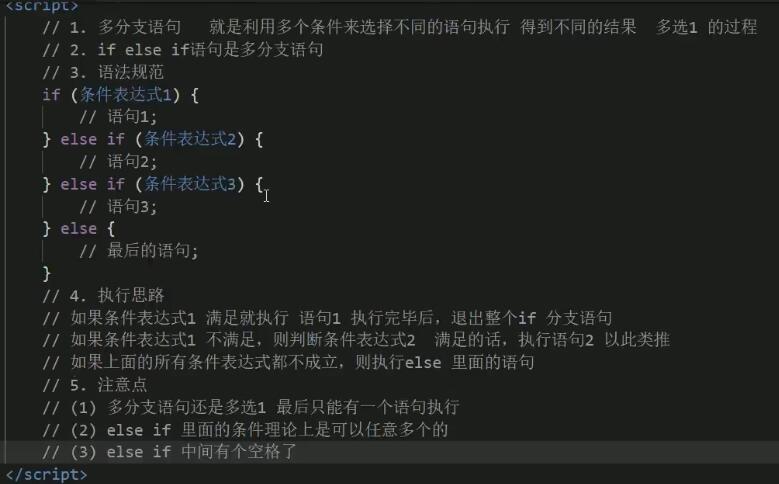 <script>
// 1. 多分支语句 就是利用多个条件来选择不同的语句执行 得到不同的结果 多选1 的过程
// 2. if else if语句是多分支语句
// 3. 语法规范
if (条件表达式1) {
// 语句1;
} else if (条件表达式2) {
// 语句2;
} else if (条件表达式3) {
// 语句3;
} else {
// 最后的语句;
}
// 4. 执行思路
// 如果条件表达式1 满足就执行 语句1 执行完毕后，退出整个if 分支语句
// 如果条件表达式1 不满足，则判断条件表达式2 满足的话，执行语句2 以此类推
// 如果上面的所有条件表达式都不成立，则执行else 里面的语句
// 5. 注意点
// (1) 多分支语句还是多选1 最后只能有一个语句执行
// (2) else if 里面的条件理论上是可以任意多个的
// (3) else if 中间有个空格了
</script>